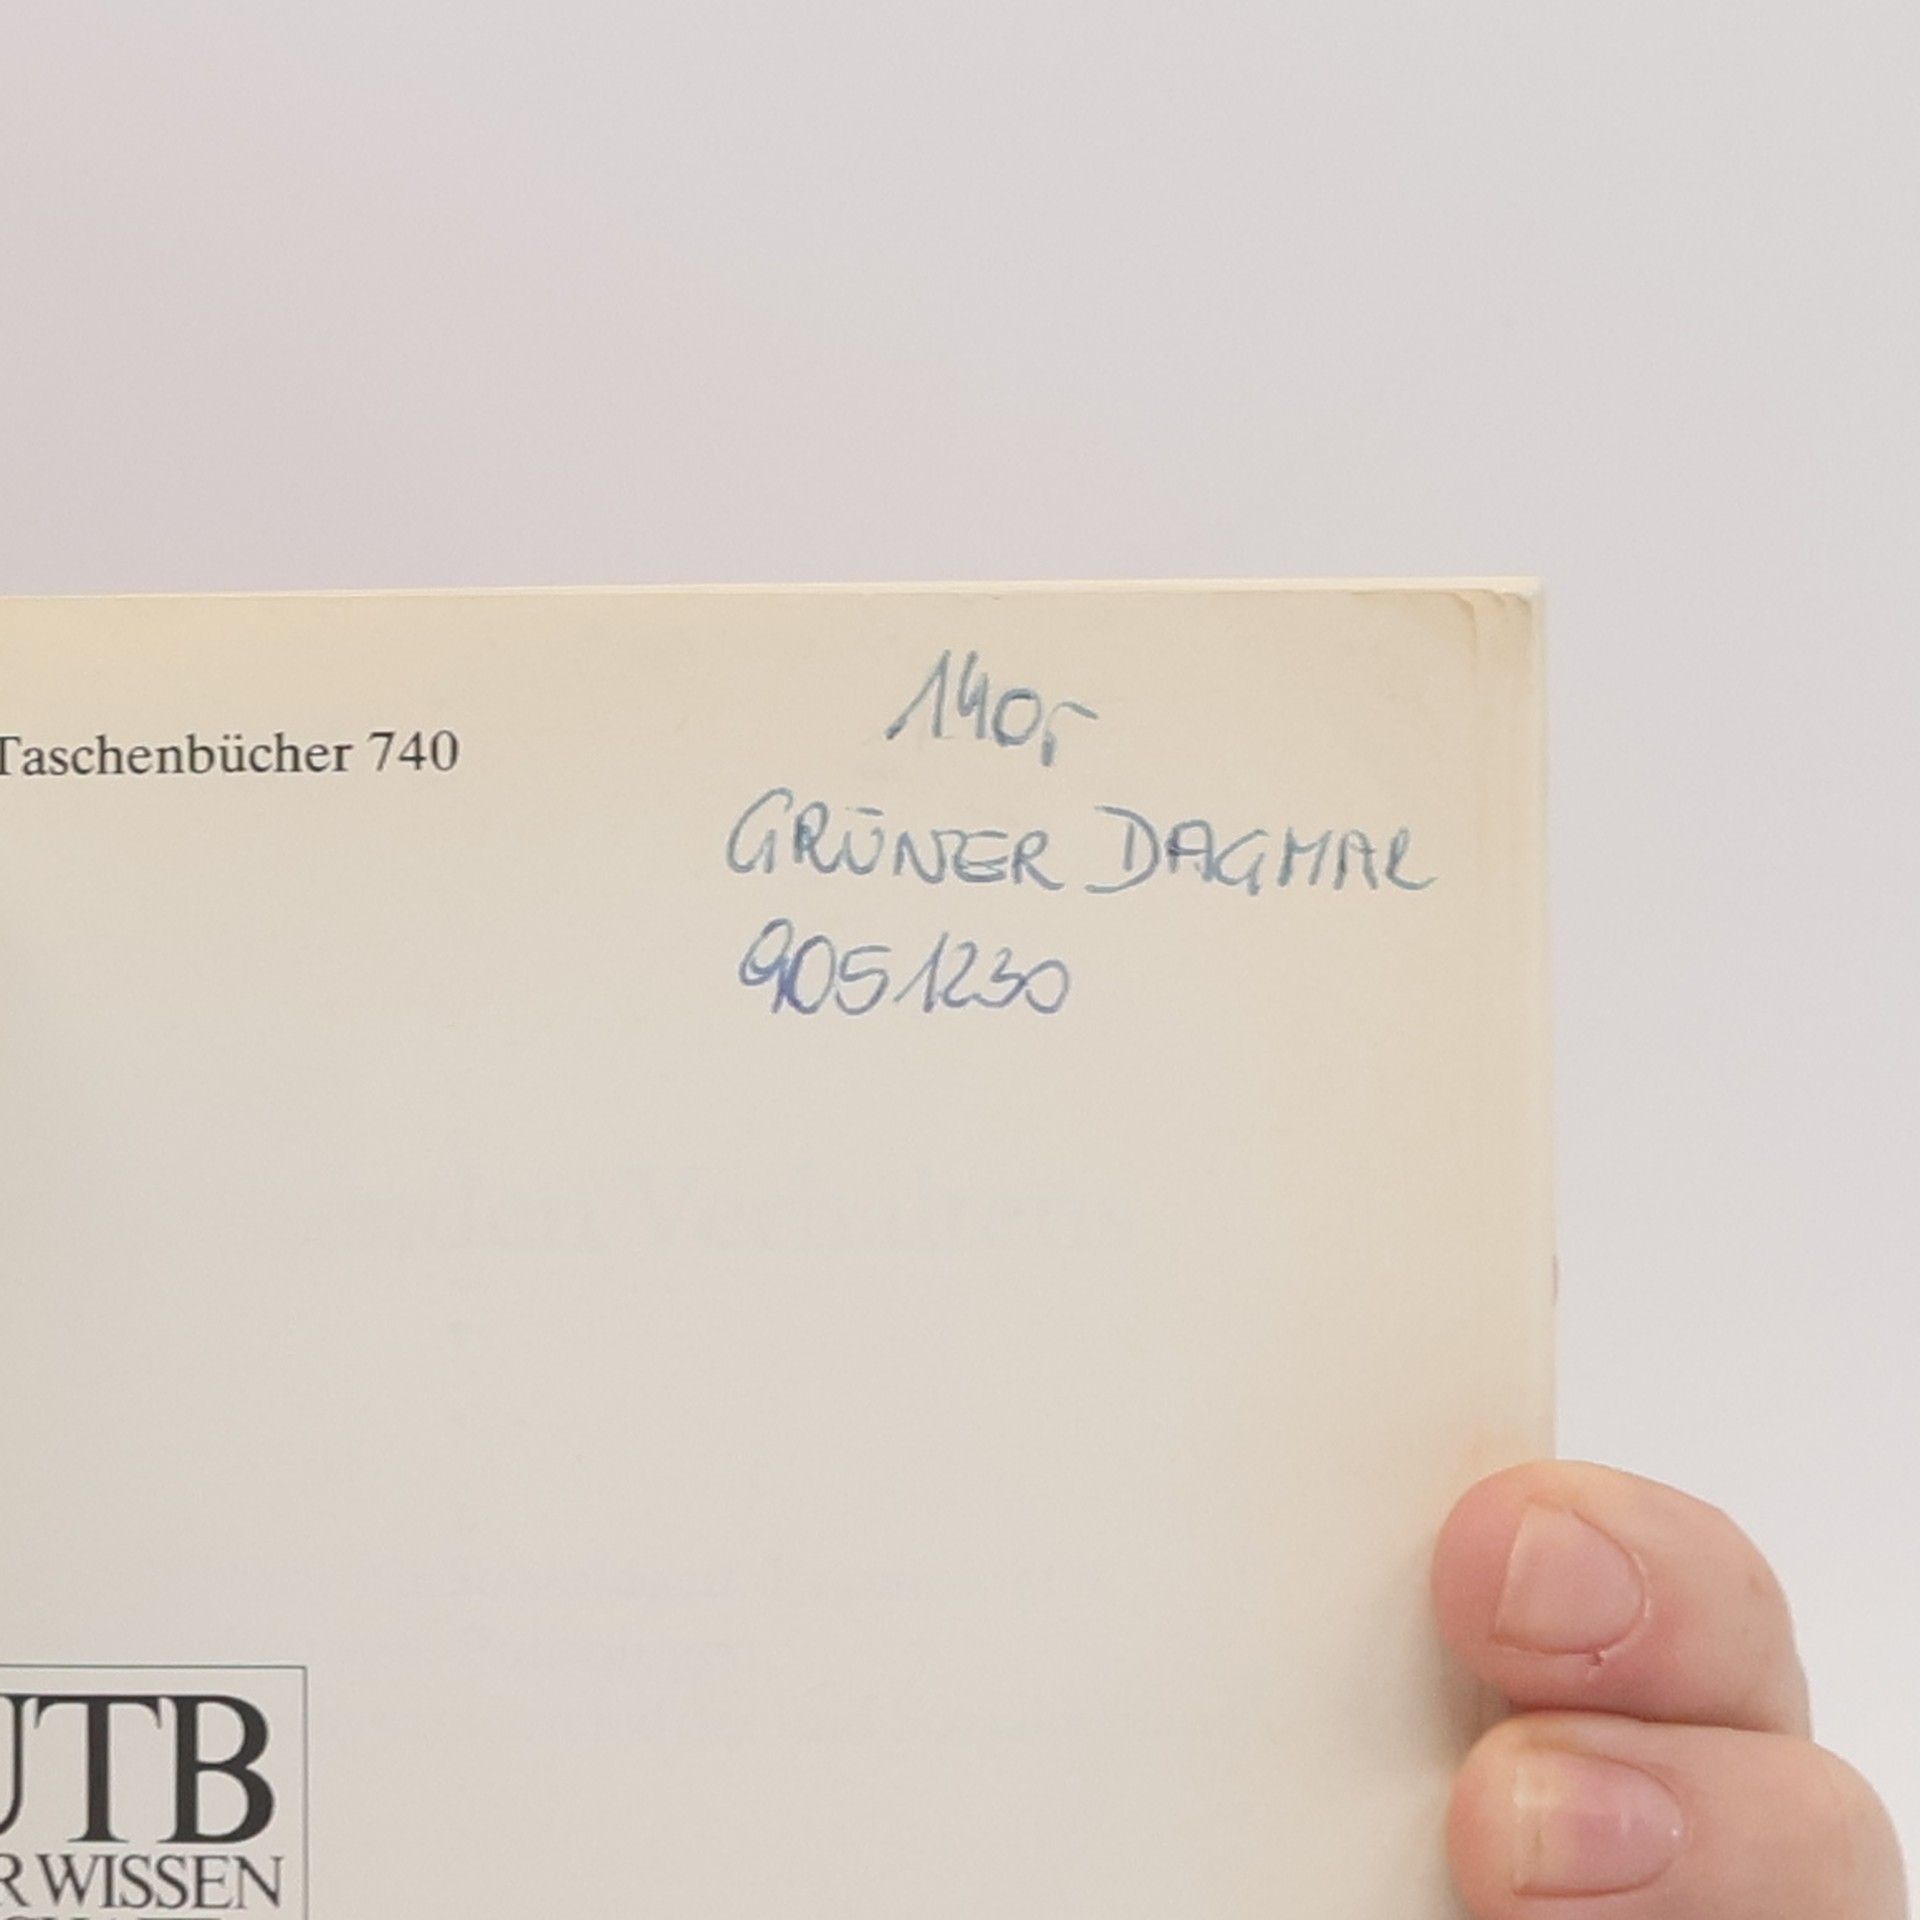 140,-
Taschenbücher 740
GRÜNER DAGMAR
9051230
UTB
R WISSEN